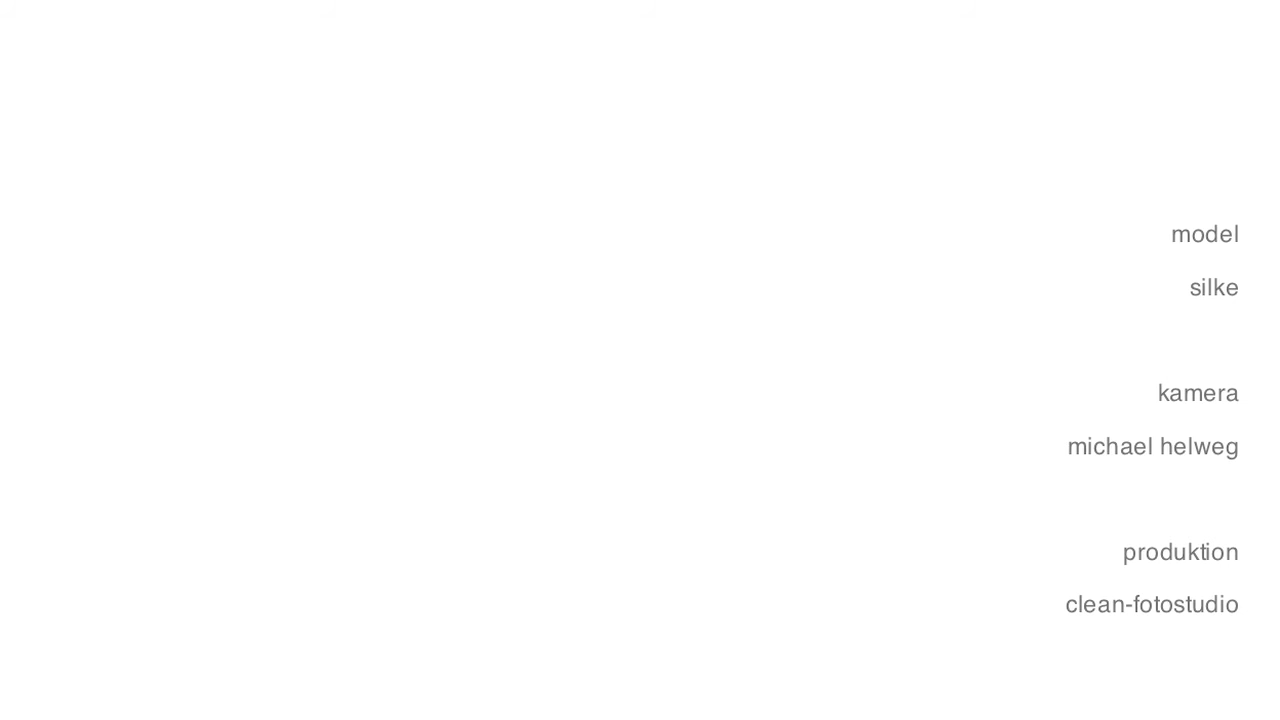 model
silke
kamera
michael helweg
produktion
clean-fotostudio